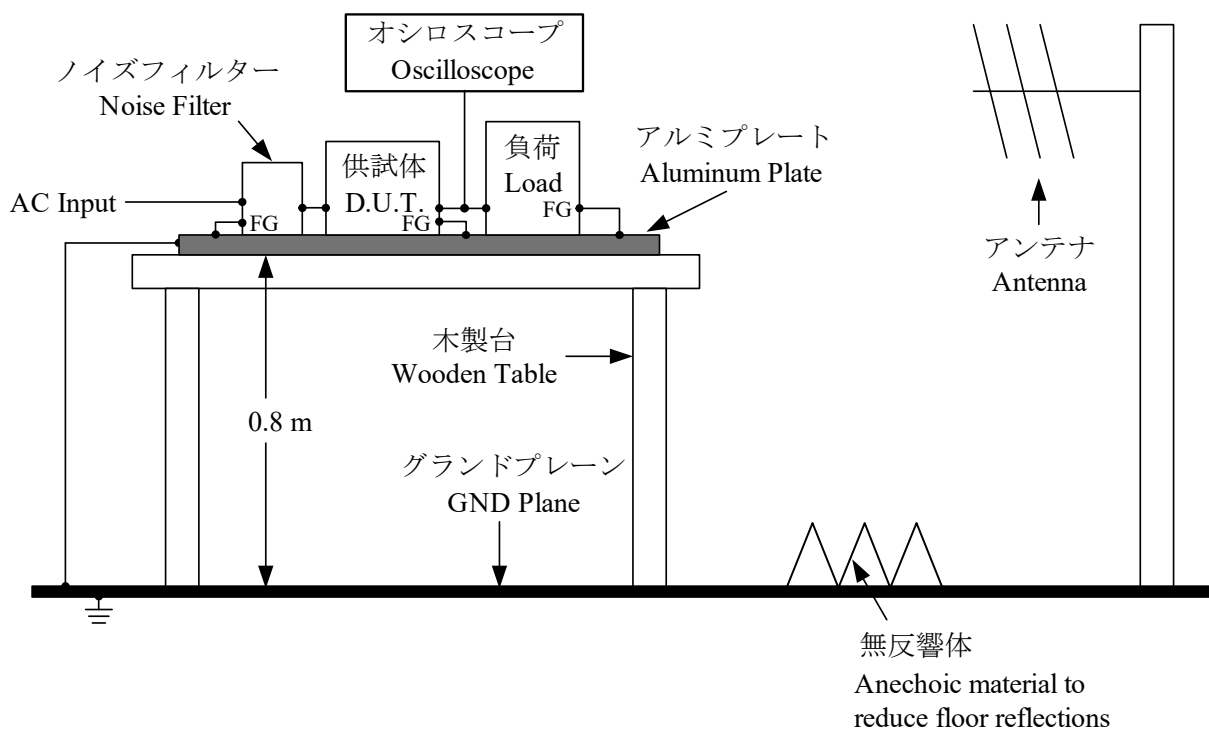 オシロスコープ
Oscilloscope
ノイズフィルター
Noise Filter
供試体
D.U.T.
負荷
Load
アルミプレート
Aluminum Plate
AC Input
FG
FG
FG
アンテナ
Antenna
木製台
Wooden Table
0.8 m
グランドプレーン
GND Plane
無反響体
Anechoic material to
reduce floor reflections